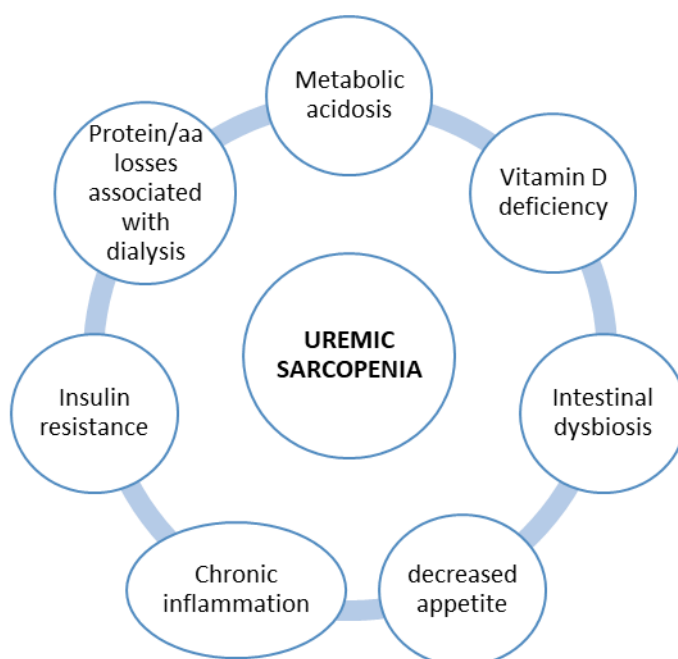 Metabolic
acidosis
Vitamin D
deficiency
Intestinal
dysbiosis
decreased
appetite
Chronic
inflammation
Insulin
resistance
Protein/aa
losses
associated
with
dialysis
UREMIC
SARCOPENIA